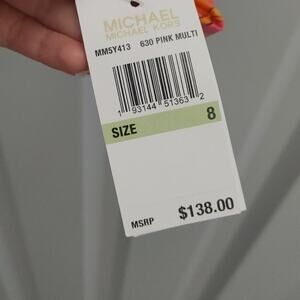 MICHAEL
MICHAEL KORS
MM5Y413 630 PINK MULTI
1 93144 51363 2
SIZE 8
MSRP $138.00